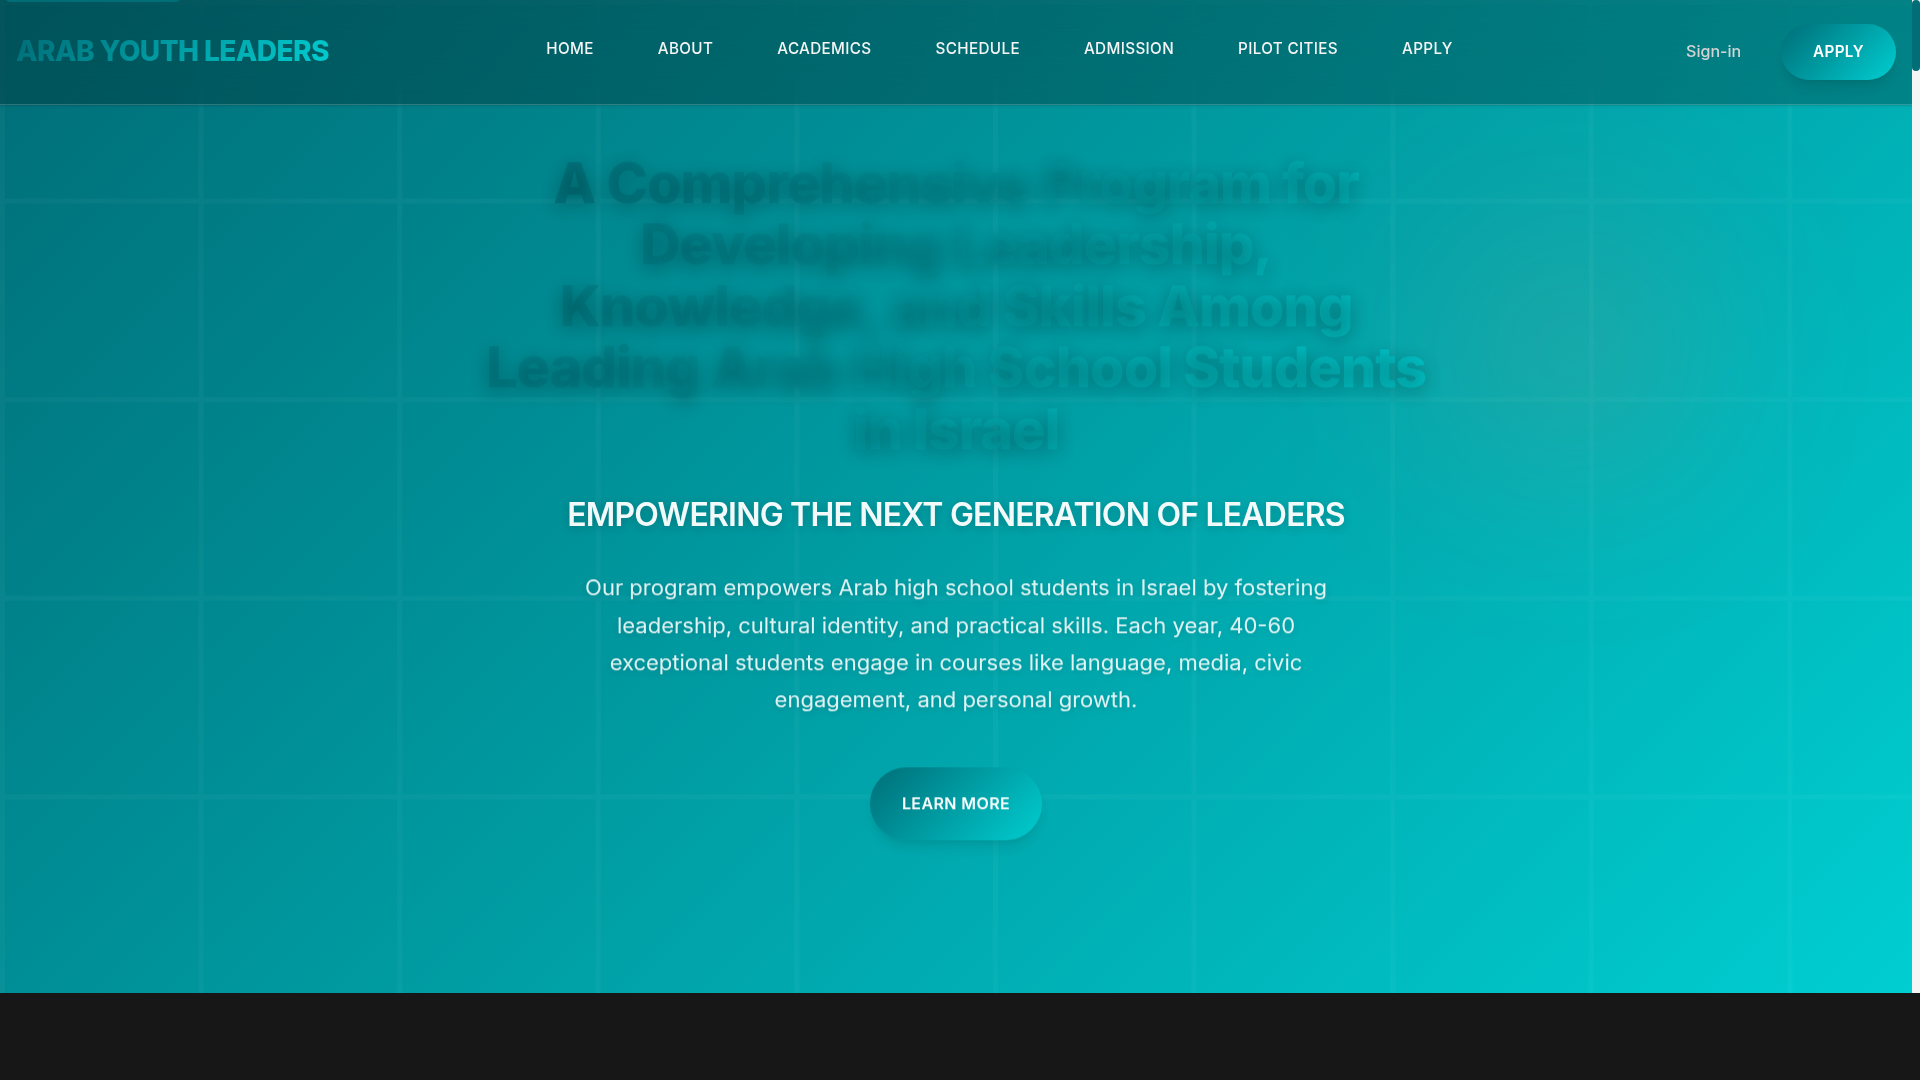 ARAB YOUTH LEADERS
HOME
ABOUT
ACADEMICS
SCHEDULE
ADMISSION
PILOT CITIES
APPLY
Sign-in
APPLY
A Comprehensive Program for
Developing Leadership,
Knowledge, and Skills Among
Leading Arab High School Students
in Israel
EMPOWERING THE NEXT GENERATION OF LEADERS
Our program empowers Arab high school students in Israel by fostering
leadership, cultural identity, and practical skills. Each year, 40-60
exceptional students engage in courses like language, media, civic
engagement, and personal growth.
LEARN MORE